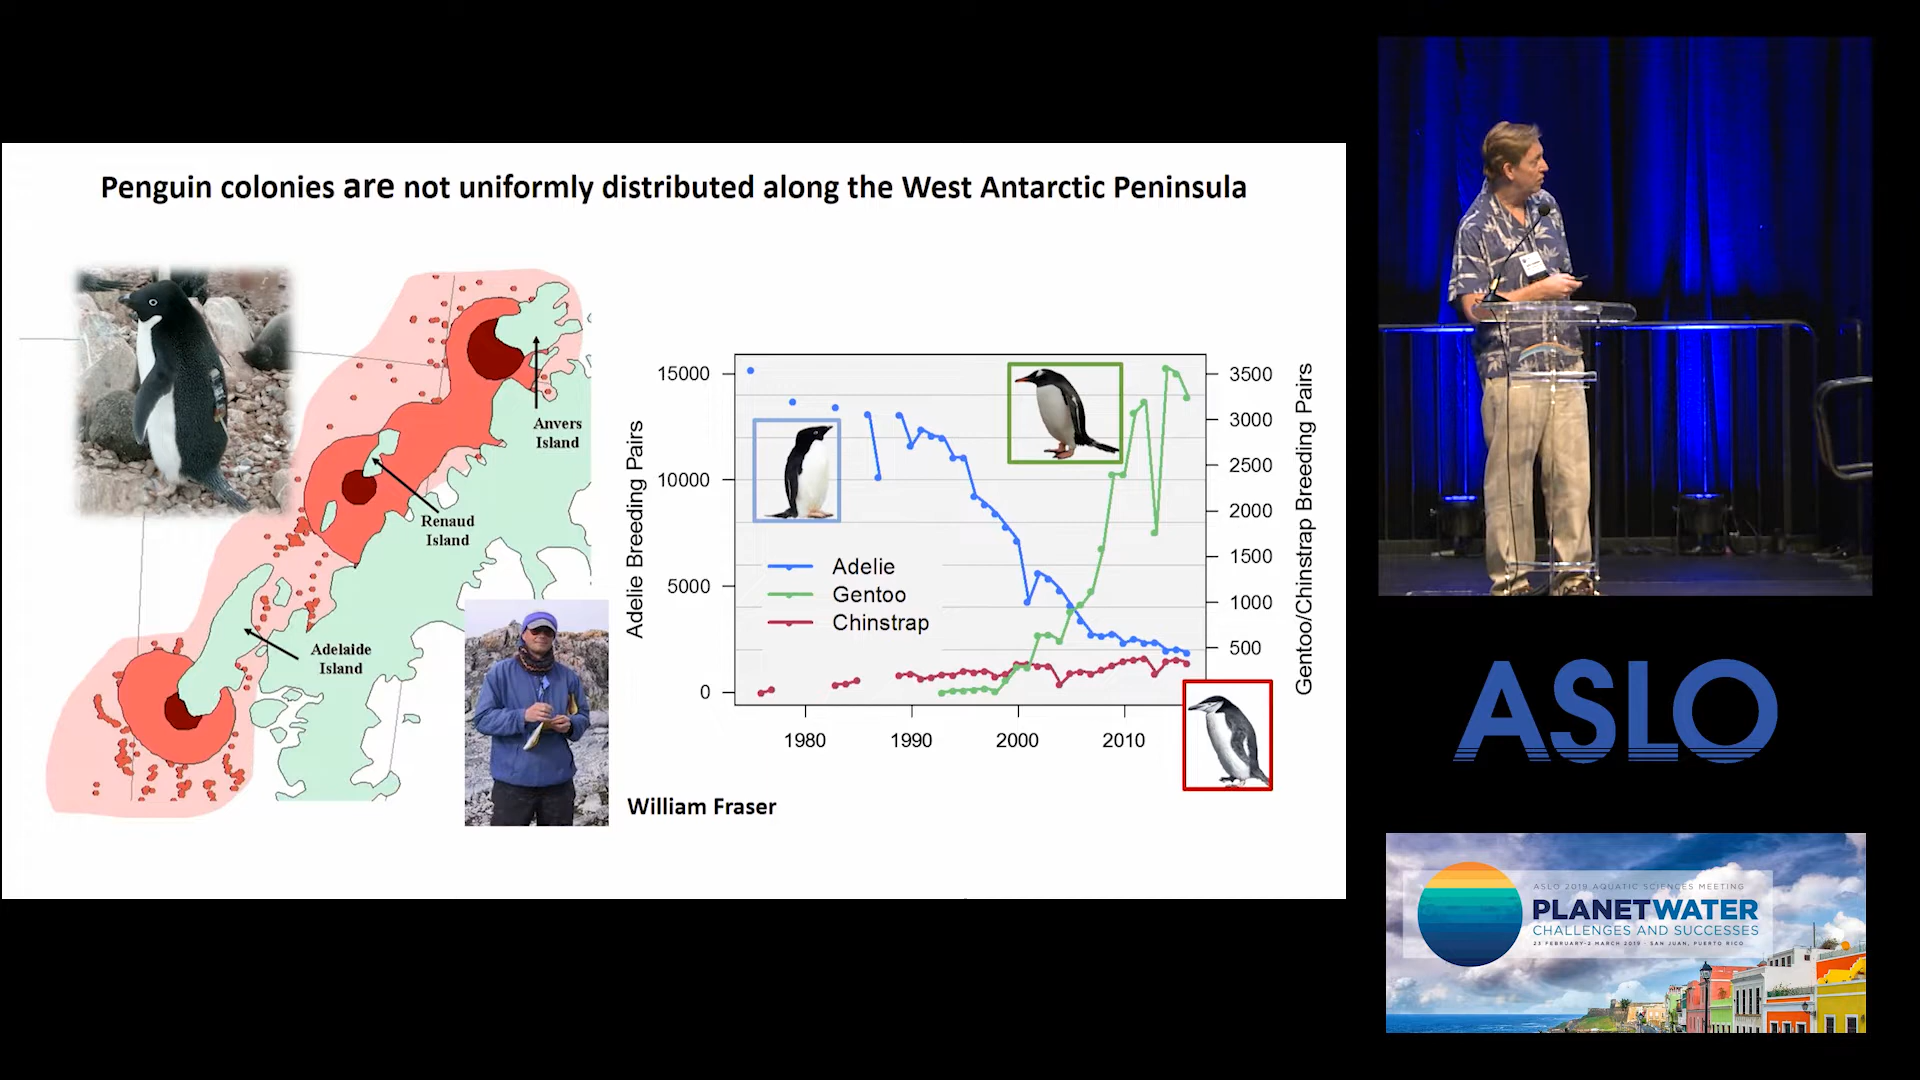 Penguin colonies are not uniformly distributed along the West Antarctic Peninsula
Anvers
Island
Renaud
Island
Adelaide
Island
William Fraser
Adelie Breeding Pairs
15000
10000
5000
0
Adelie
Gentoo
Chinstrap
1980
1990
2000
2010
3500
3000
2500
2000
1500
1000
500
Gentoo/Chinstrap Breeding Pairs
ASLO
ASLO 2019 AQUATIC SCIENCES MEETING
PLANETWATER
CHALLENGES AND SUCCESSES
23 FEBRUARY-2 MARCH 2019 · SAN JUAN, PUERTO RICO